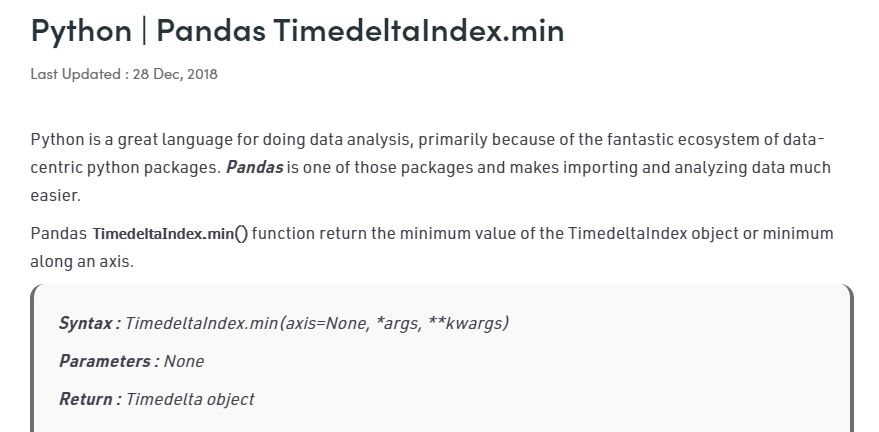 Python | Pandas TimedeltaIndex.min
Last Updated : 28 Dec, 2018
Python is a great language for doing data analysis, primarily because of the fantastic ecosystem of data-
centric python packages. Pandas is one of those packages and makes importing and analyzing data much
easier.
Pandas TimedeltaIndex.min() function return the minimum value of the TimedeltaIndex object or minimum
along an axis.
Syntax : TimedeltaIndex.min(axis=None, *args, **kwargs)
Parameters : None
Return : Timedelta object